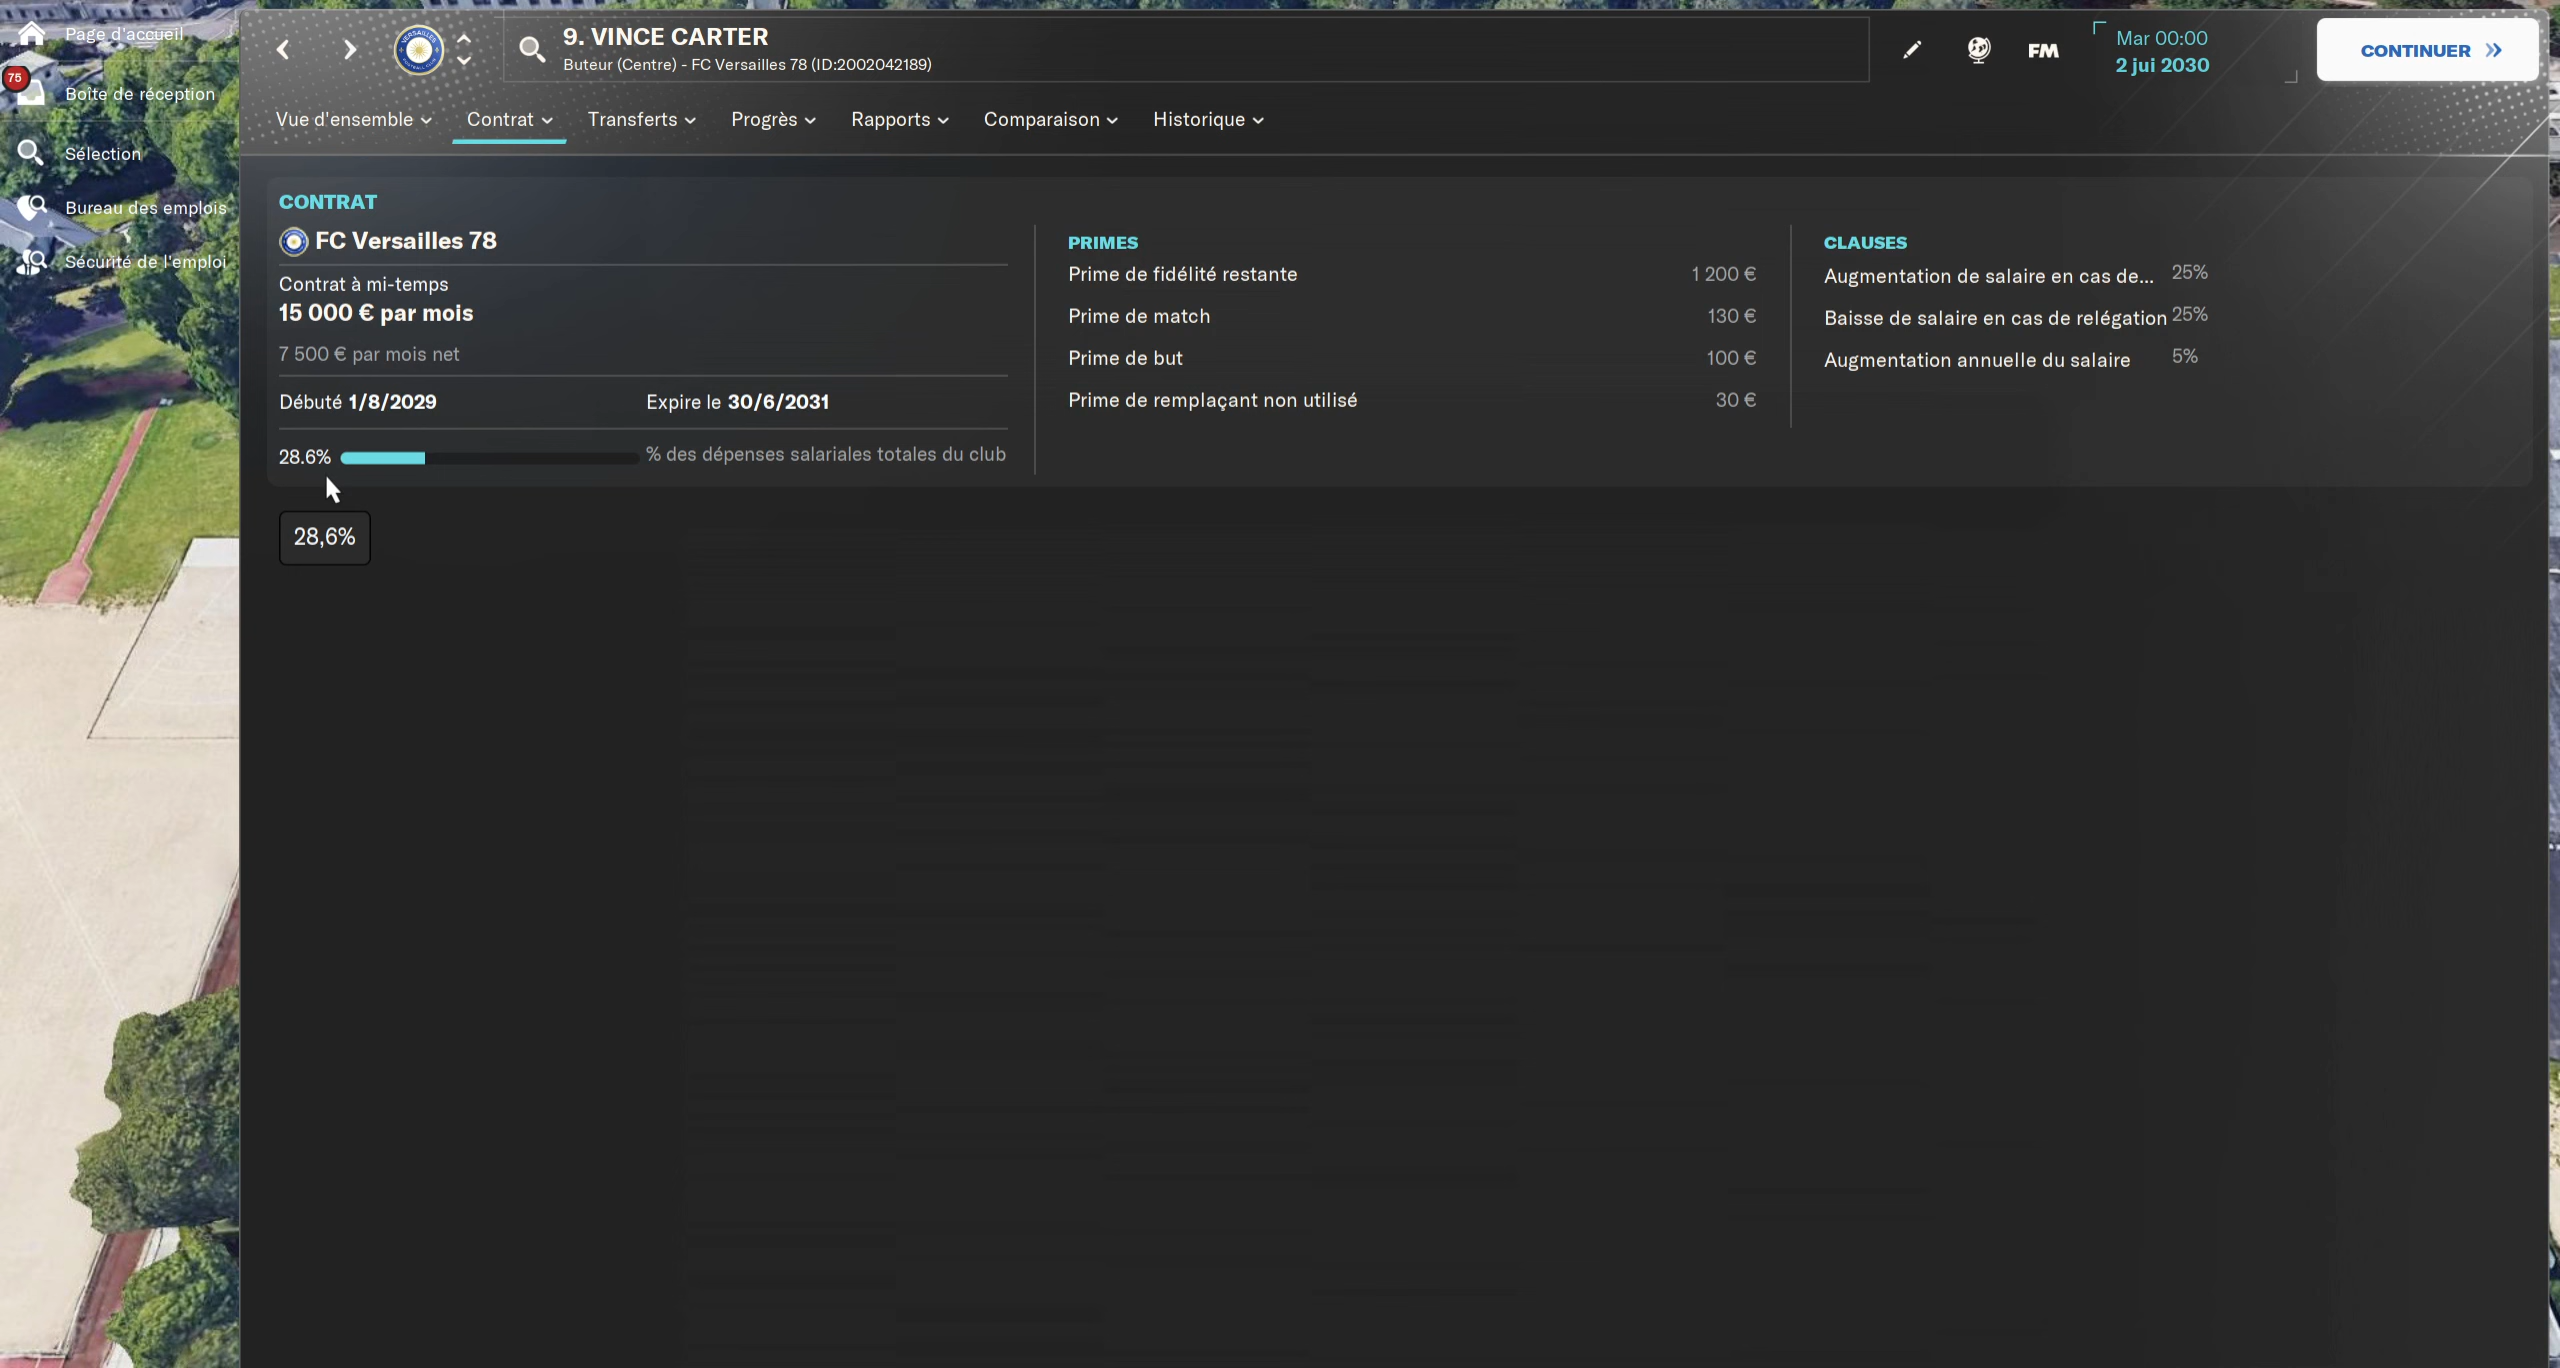 Page d'accueil
75
Boîte de réception
Sélection
Bureau des emplois
Sécurité de l'emploi
9. VINCE CARTER
Buteur (Centre) - FC Versailles 78 (ID:2002042189)
FM
Mar 00:00
2 jui 2030
CONTINUER
Vue d'ensemble
Contrat
Transferts
Progrès
Rapports
Comparaison
Historique
CONTRAT
FC Versailles 78
Contrat à mi-temps
15 000 € par mois
7 500 € par mois net
Débuté 1/8/2029
Expire le 30/6/2031
28.6%
% des dépenses salariales totales du club
28,6%
PRIMES
Prime de fidélité restante 1 200 €
Prime de match 130 €
Prime de but 100 €
Prime de remplaçant non utilisé 30 €
CLAUSES
Augmentation de salaire en cas de... 25%
Baisse de salaire en cas de relégation 25%
Augmentation annuelle du salaire 5%